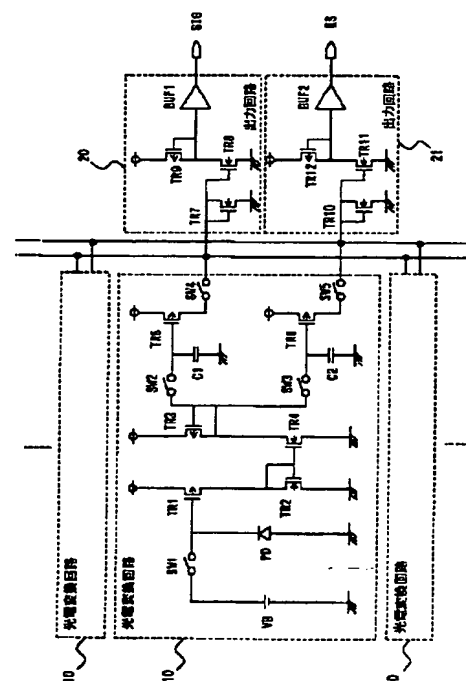 10
光電変換回路
10
光電変換回路
光電変換回路
VB
SW1
PD
TR1
TR2
TR3
TR4
SW2
SW3
C1
C2
TR5
TR6
SW4
SW5
20
TR7
TR8
TR9
BUF1
出力回路
SIG
21
TR10
TR11
TR12
BUF2
出力回路
RS